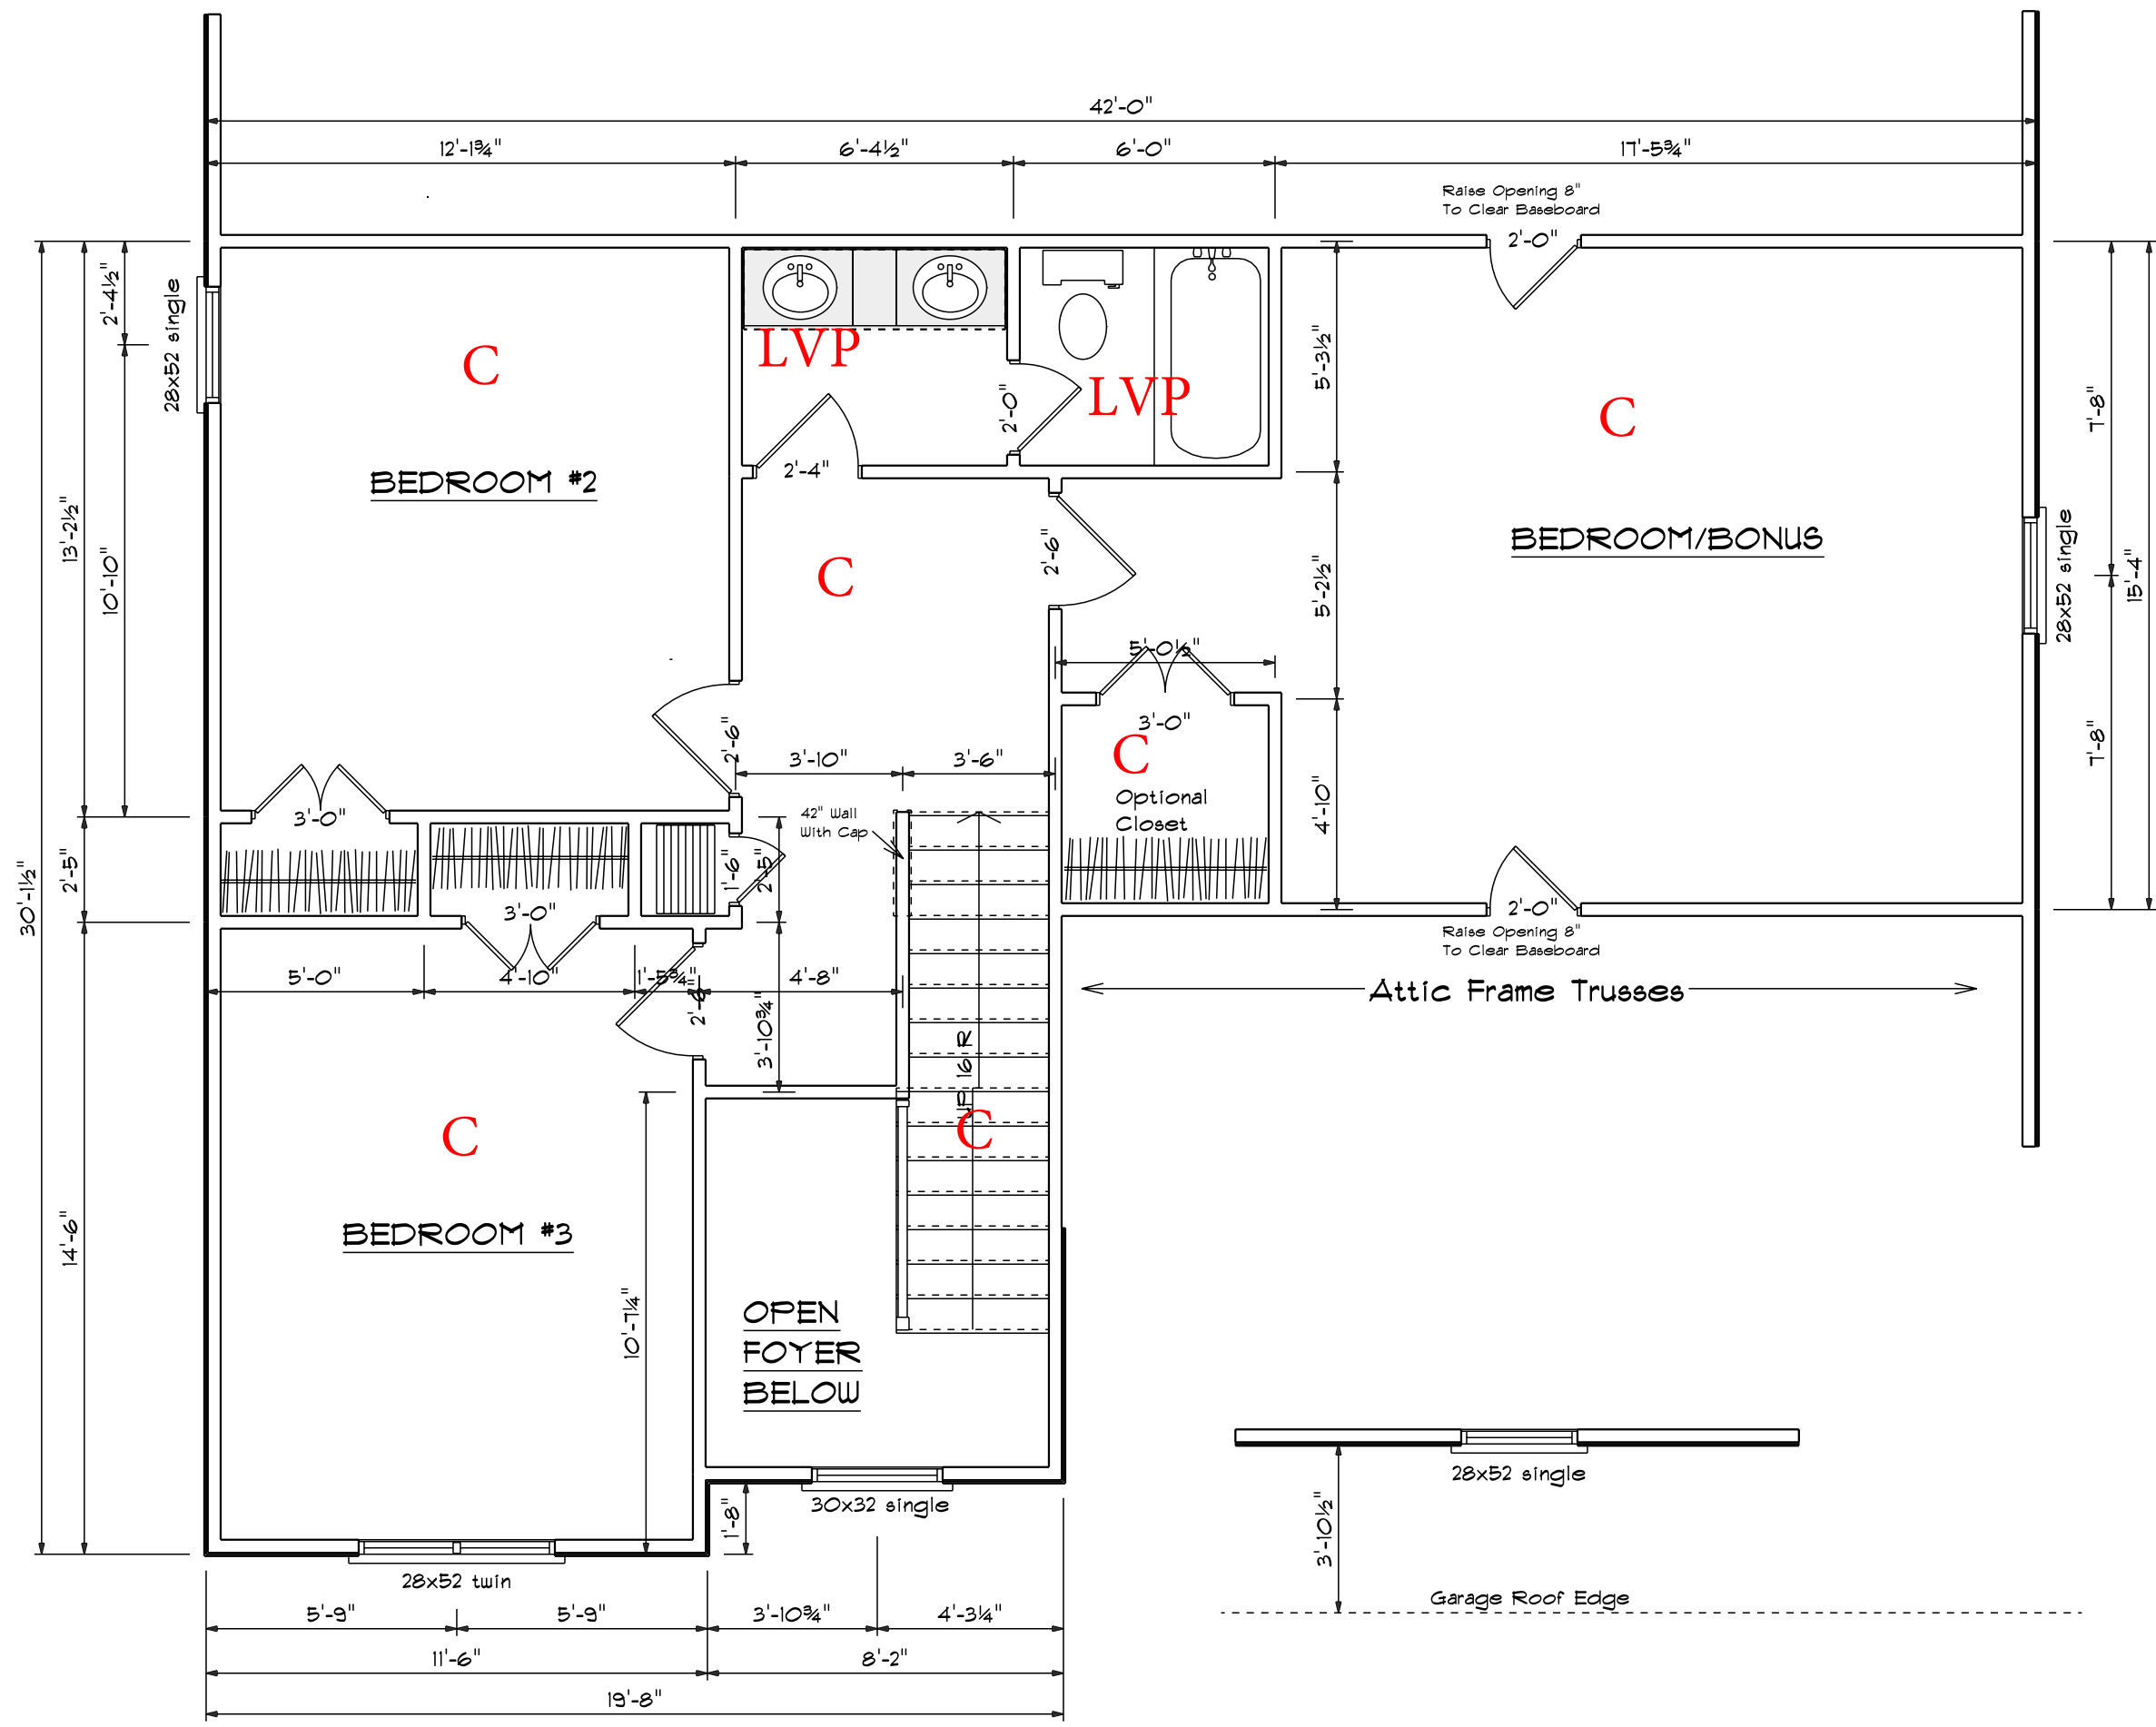 42'-0"
12'-1¾"
6'-4½"
6'-0"
17'-5¾"
Raise Opening 8"
To Clear Baseboard
2'-0"
2'-4½"
28x52 single
C
LVP
LVP
2'-0"
5'-3½"
C
7'-8"
2'-4"
BEDROOM #2
BEDROOM/BONUS
13'-2½"
10'-10"
C
2'-6"
5'-2½"
28x52 single
15'-4"
5'-0½"
3'-0"
2'-6"
3'-10"
3'-6"
C
Optional
Closet
4'-10"
7'-8"
3'-0"
42" Wall
With Cap
30'-1½"
2'-5"
1'-6"
2'-5"
3'-0"
2'-0"
Raise Opening 8"
To Clear Baseboard
5'-0"
4'-10"
1'-5¾"
4'-8"
Attic Frame Trusses
3'-10¾"
UP 16 R
C
C
14'-6"
BEDROOM #3
10'-7¼"
OPEN
FOYER
BELOW
28x52 single
30x32 single
1'-8"
3'-10½"
28x52 twin
Garage Roof Edge
5'-9"
5'-9"
3'-10¾"
4'-3¼"
11'-6"
8'-2"
19'-8"